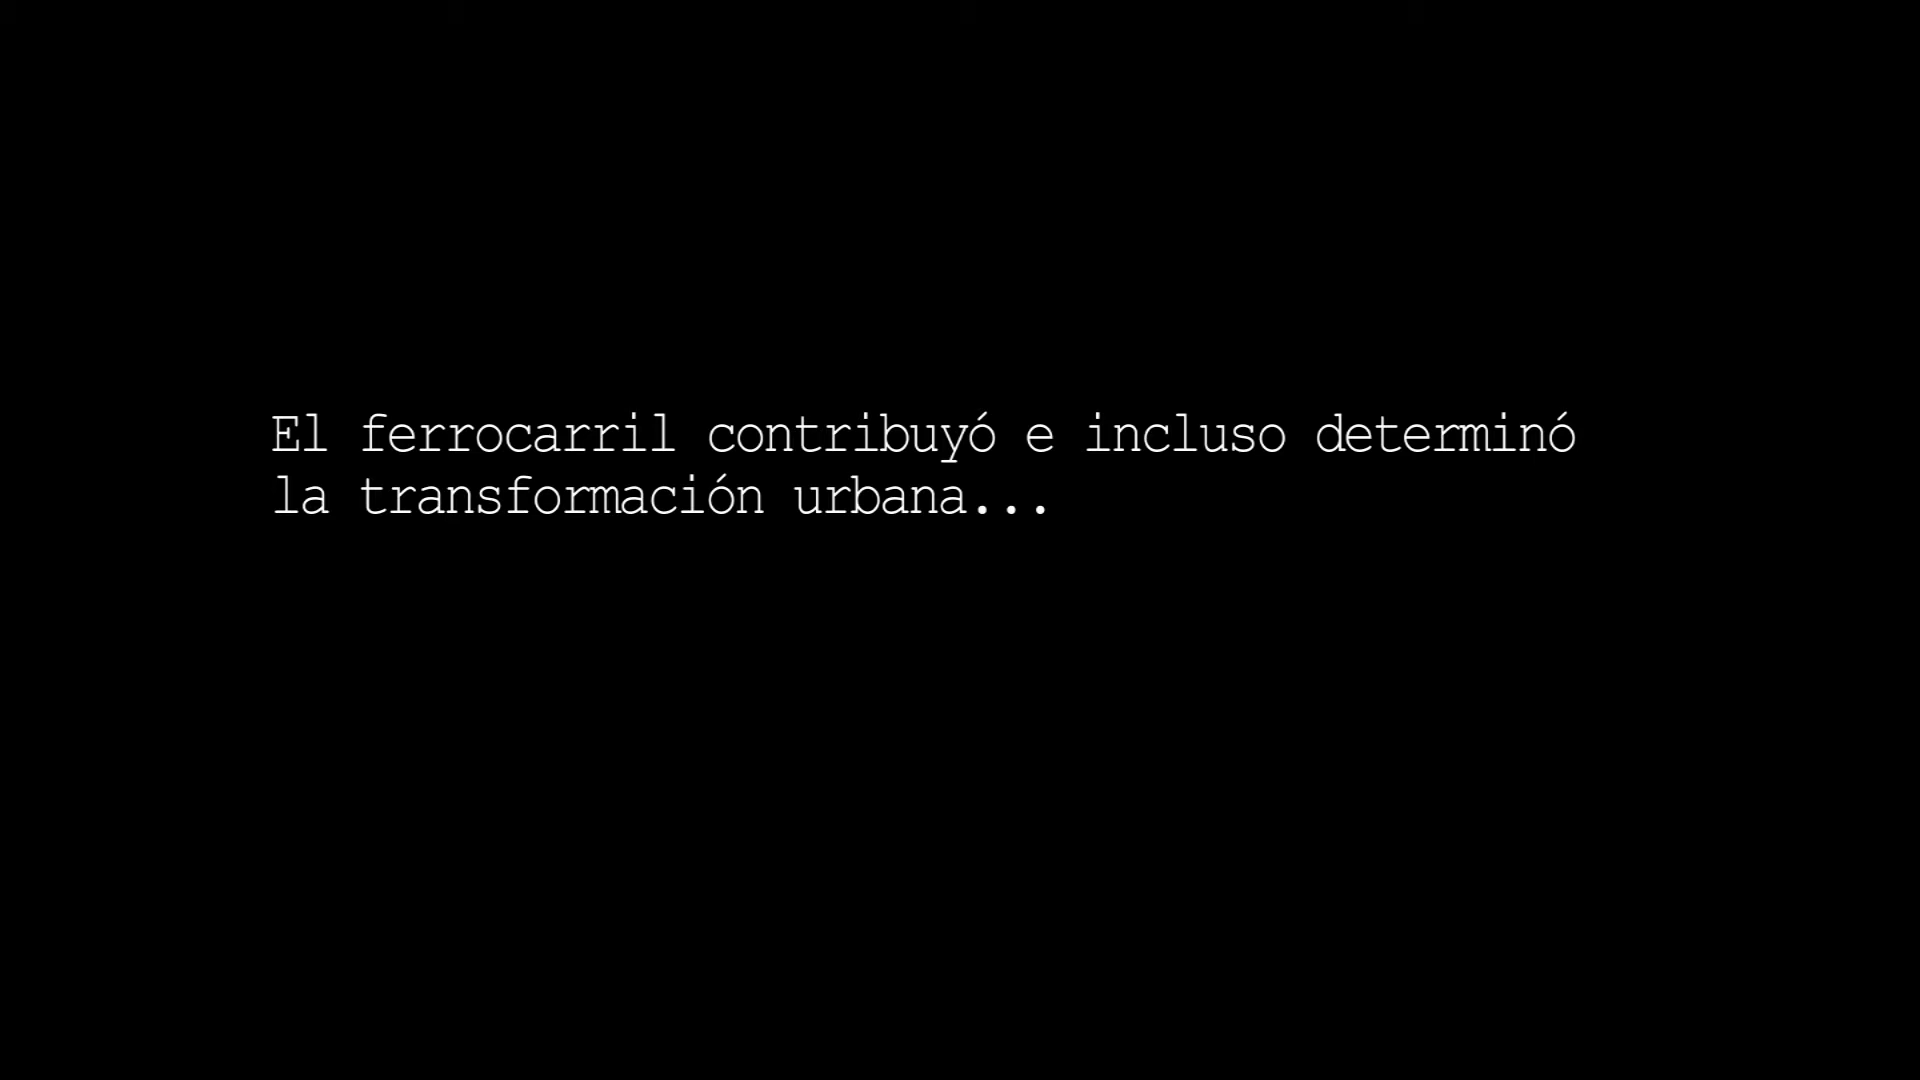 El ferrocarril contribuyó e incluso determinó
la transformación urbana...